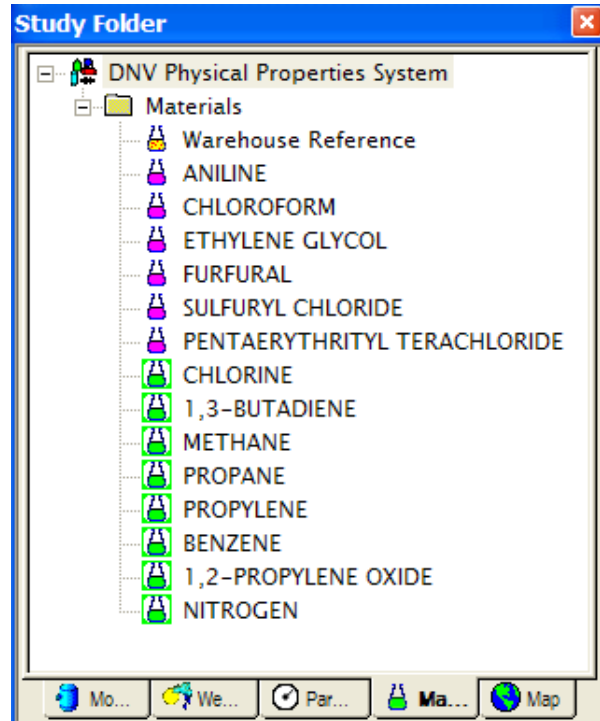 Study Folder
DNV Physical Properties System
Materials
Warehouse Reference
ANILINE
CHLOROFORM
ETHYLENE GLYCOL
FURFURAL
SULFURYL CHLORIDE
PENTAERYTHRITYL TERACHLORIDE
CHLORINE
1,3-BUTADIENE
METHANE
PROPANE
PROPYLENE
BENZENE
1,2-PROPYLENE OXIDE
NITROGEN
Mo... We... Par... Ma... Map